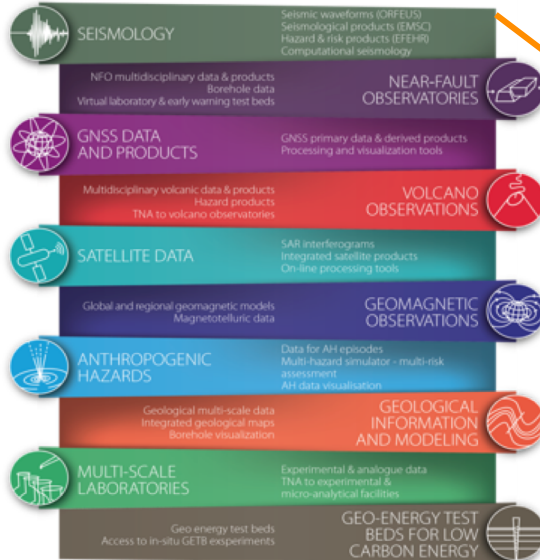 SEISMOLOGY
Seismic waveforms (ORFEUS)
Seismological products (EMSC)
Hazard & risk products (EFEHR)
Computational seismology
NFO multidisciplinary data & products
Borehole data
Virtual laboratory & early warning test beds
NEAR-FAULT
OBSERVATORIES
GNSS DATA
AND PRODUCTS
GNSS primary data & derived products
Processing and visualization tools
Multidisciplinary volcanic data & products
Hazard products
TNA to volcano observatories
VOLCANO
OBSERVATIONS
SATELLITE DATA
SAR interferograms
Integrated satellite products
On-line processing tools
Global and regional geomagnetic models
Magnetotelluric data
GEOMAGNETIC
OBSERVATIONS
ANTHROPOGENIC
HAZARDS
Data for AH episodes
Multi-hazard simulator - multi-risk
assessment
AH data visualisation
Geological multi-scale data
Integrated geological maps
Borehole visualization
GEOLOGICAL
INFORMATION
AND MODELING
MULTI-SCALE
LABORATORIES
Experimental & analogue data
TNA to experimental &
micro-analytical facilities
Geo energy test beds
Access to in-situ GETB exsperiments
GEO-ENERGY TEST
BEDS FOR LOW
CARBON ENERGY